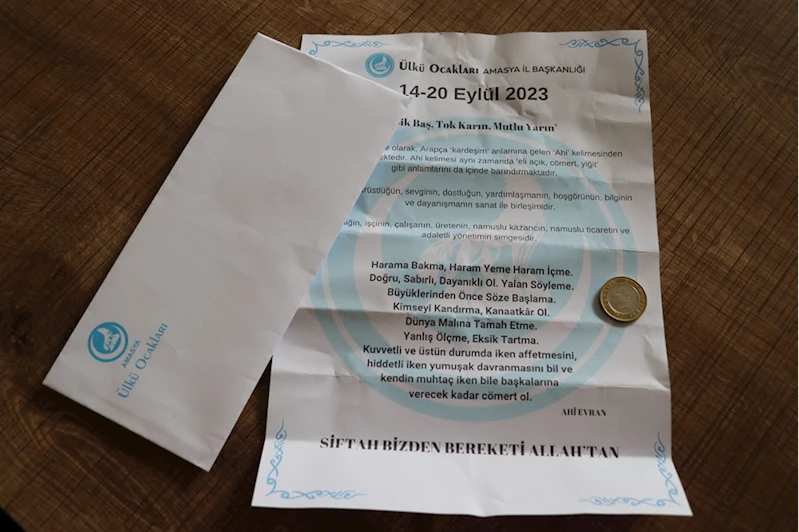 ÜLKÜ OCAKLARI AMASYA İL BAŞKANLIĞI
14-20 Eylül 2023
Baş, Tok Karın, Mutlu Yarın"
olarak, Arapça 'kardeşim' anlamına gelen 'Ahi' kelimesinden
Ahi kelimesi aynı zamanda 'eli açık, cömert, yiğit'
gibi anlamlarını da içinde barındırmaktadır.
sevginin, dostluğun, yardımlaşmanın, hoşgörünün, bilginin
ve dayanışmanın sanat ile birleşimidir.
işçinin, çalışanın, üretenin, namuslu kazancın, namuslu ticaretin ve
adaletli yönetimin simgesidir.
Harama Bakma, Haram Yeme Haram İçme.
Doğru, Sabırlı, Dayanıklı Ol. Yalan Söyleme.
Büyüklerinden Önce Söze Başlama.
Kimseyi Kandırma, Kanaatkâr Ol.
Dünya Malına Tamah Etme.
Yanlış Ölçme, Eksik Tartma.
Kuvvetli ve üstün durumda iken affetmesini,
hiddetli iken yumuşak davranmasını bil ve
kendin muhtaç iken bile başkalarına
verecek kadar cömert ol.
AHİ EVRAN
SİFTAH BİZDEN BEREKETİ ALLAH'TAN
AMASYA
ÜLKÜ OCAKLARI